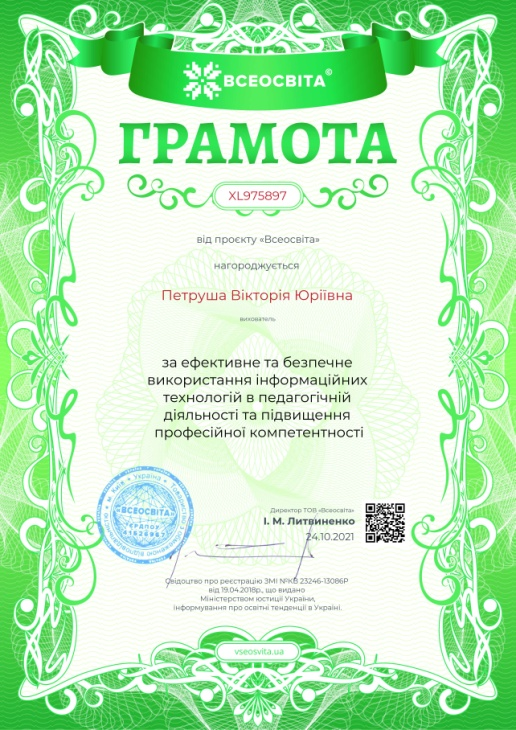 ВСЕОСВІТА©
ГРАМОТА
XL975897
від проєкту «Всеосвіта»
нагороджується
Петруша Вікторія Юріївна
вихователь
за ефективне та безпечне
використання інформаційних
технологій в педагогічній
діяльності та підвищення
професійної компетентності
Директор ТОВ «Всеосвіта»
І. М. Литвиненко
24.10.2021
"ВСЕОСВІТА"
Україна
Свідоцтво про реєстрацію ЗМІ №КВ 23246-13086Р
від 19.04.2018р., що видано
Міністерством юстиції України,
Інформування про освітні тенденції в Україні.
vseosvita.ua